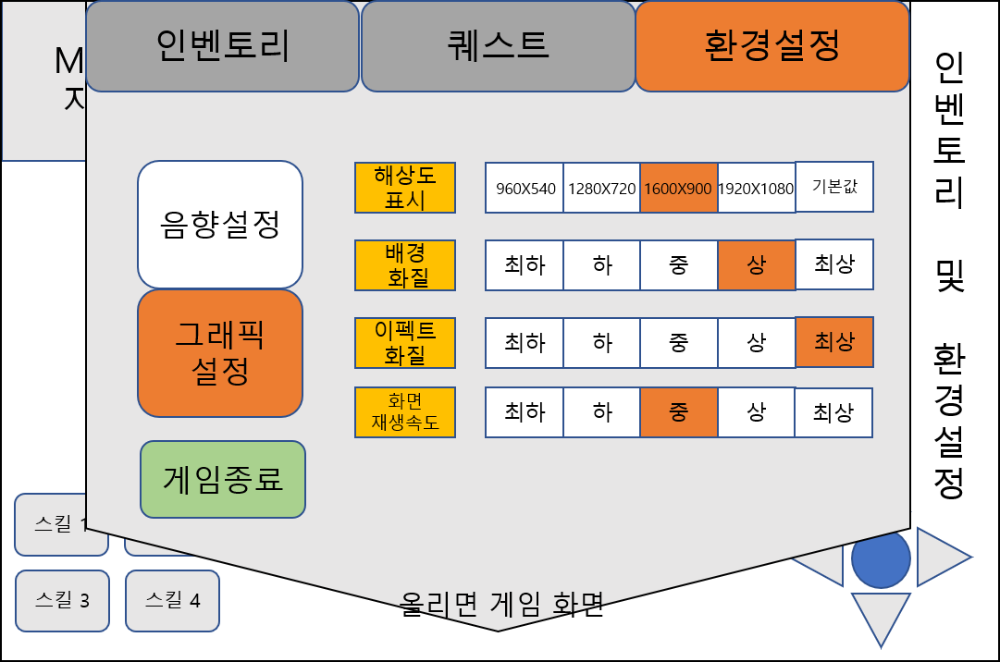 M
인벤토리
퀘스트
환경설정
음향설정
그래픽
설정
게임종료
해상도
표시
960X540
1280X720
1600X900
1920X1080
기본값
배경
화질
최하
하
중
상
최상
이펙트
화질
최하
하
중
상
최상
화면
재생속도
최하
하
중
상
최상
스킬 1
스킬 3
스킬 4
올리면 게임 화면
인벤토리 및 환경설정